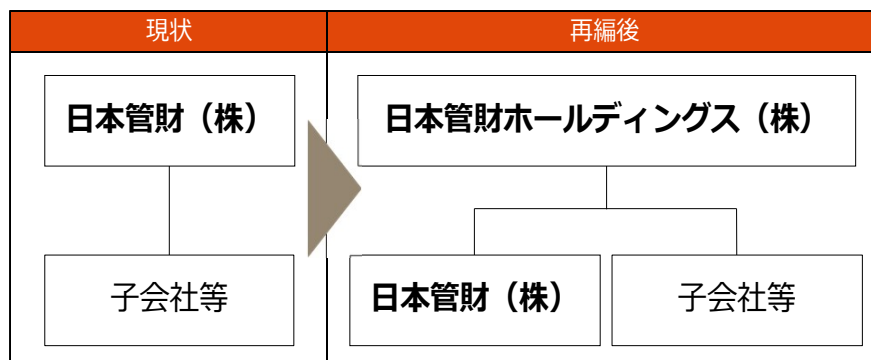 現状
再編後
日本管財（株）
日本管財ホールディングス（株）
子会社等
日本管財（株）
子会社等